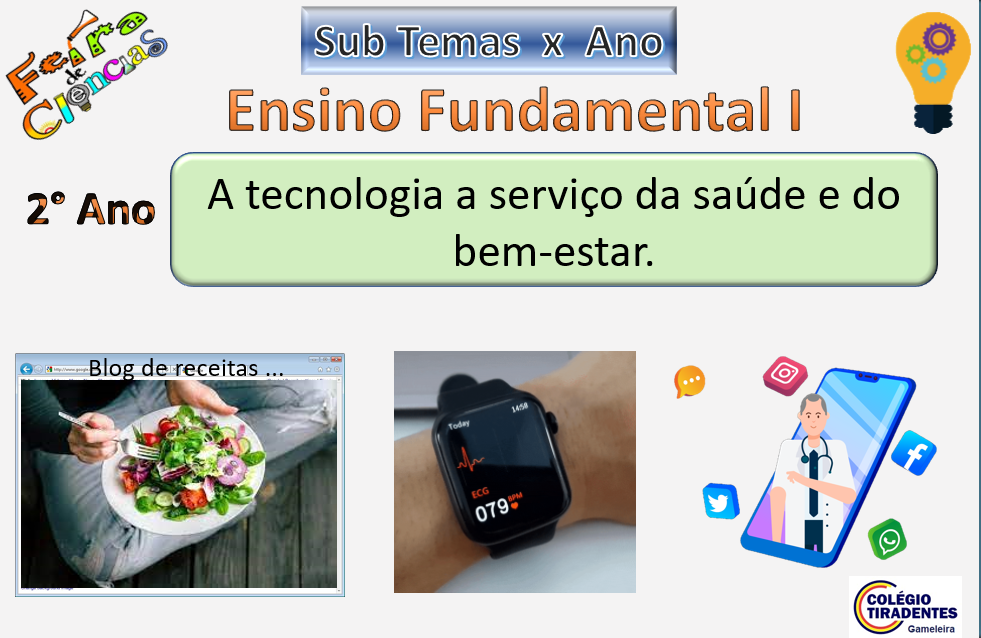 Feira
de
Ciências
Sub Temas x Ano
Ensino Fundamental I
2° Ano
A tecnologia a serviço da saúde e do
bem-estar.
Blog de receitas ...
Today
14:58
ECG
079 BPM
COLÉGIO
TIRADENTES
Gameleira